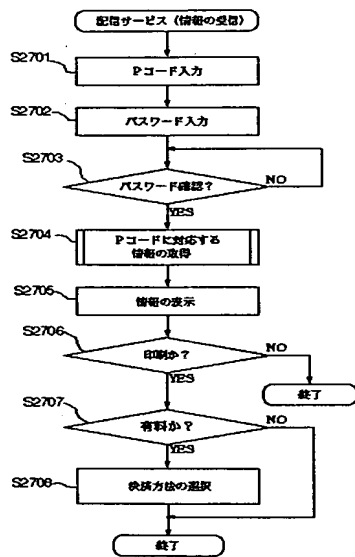 配信サービス（情報の受信）
S2701
Pコード入力
S2702
パスワード入力
S2703
パスワード確認？
NO
YES
S2704
Pコードに対応する
情報の取得
S2705
情報の表示
S2706
印刷か？
NO
YES
終了
S2707
有料か？
NO
YES
S2708
決済方法の選択
終了